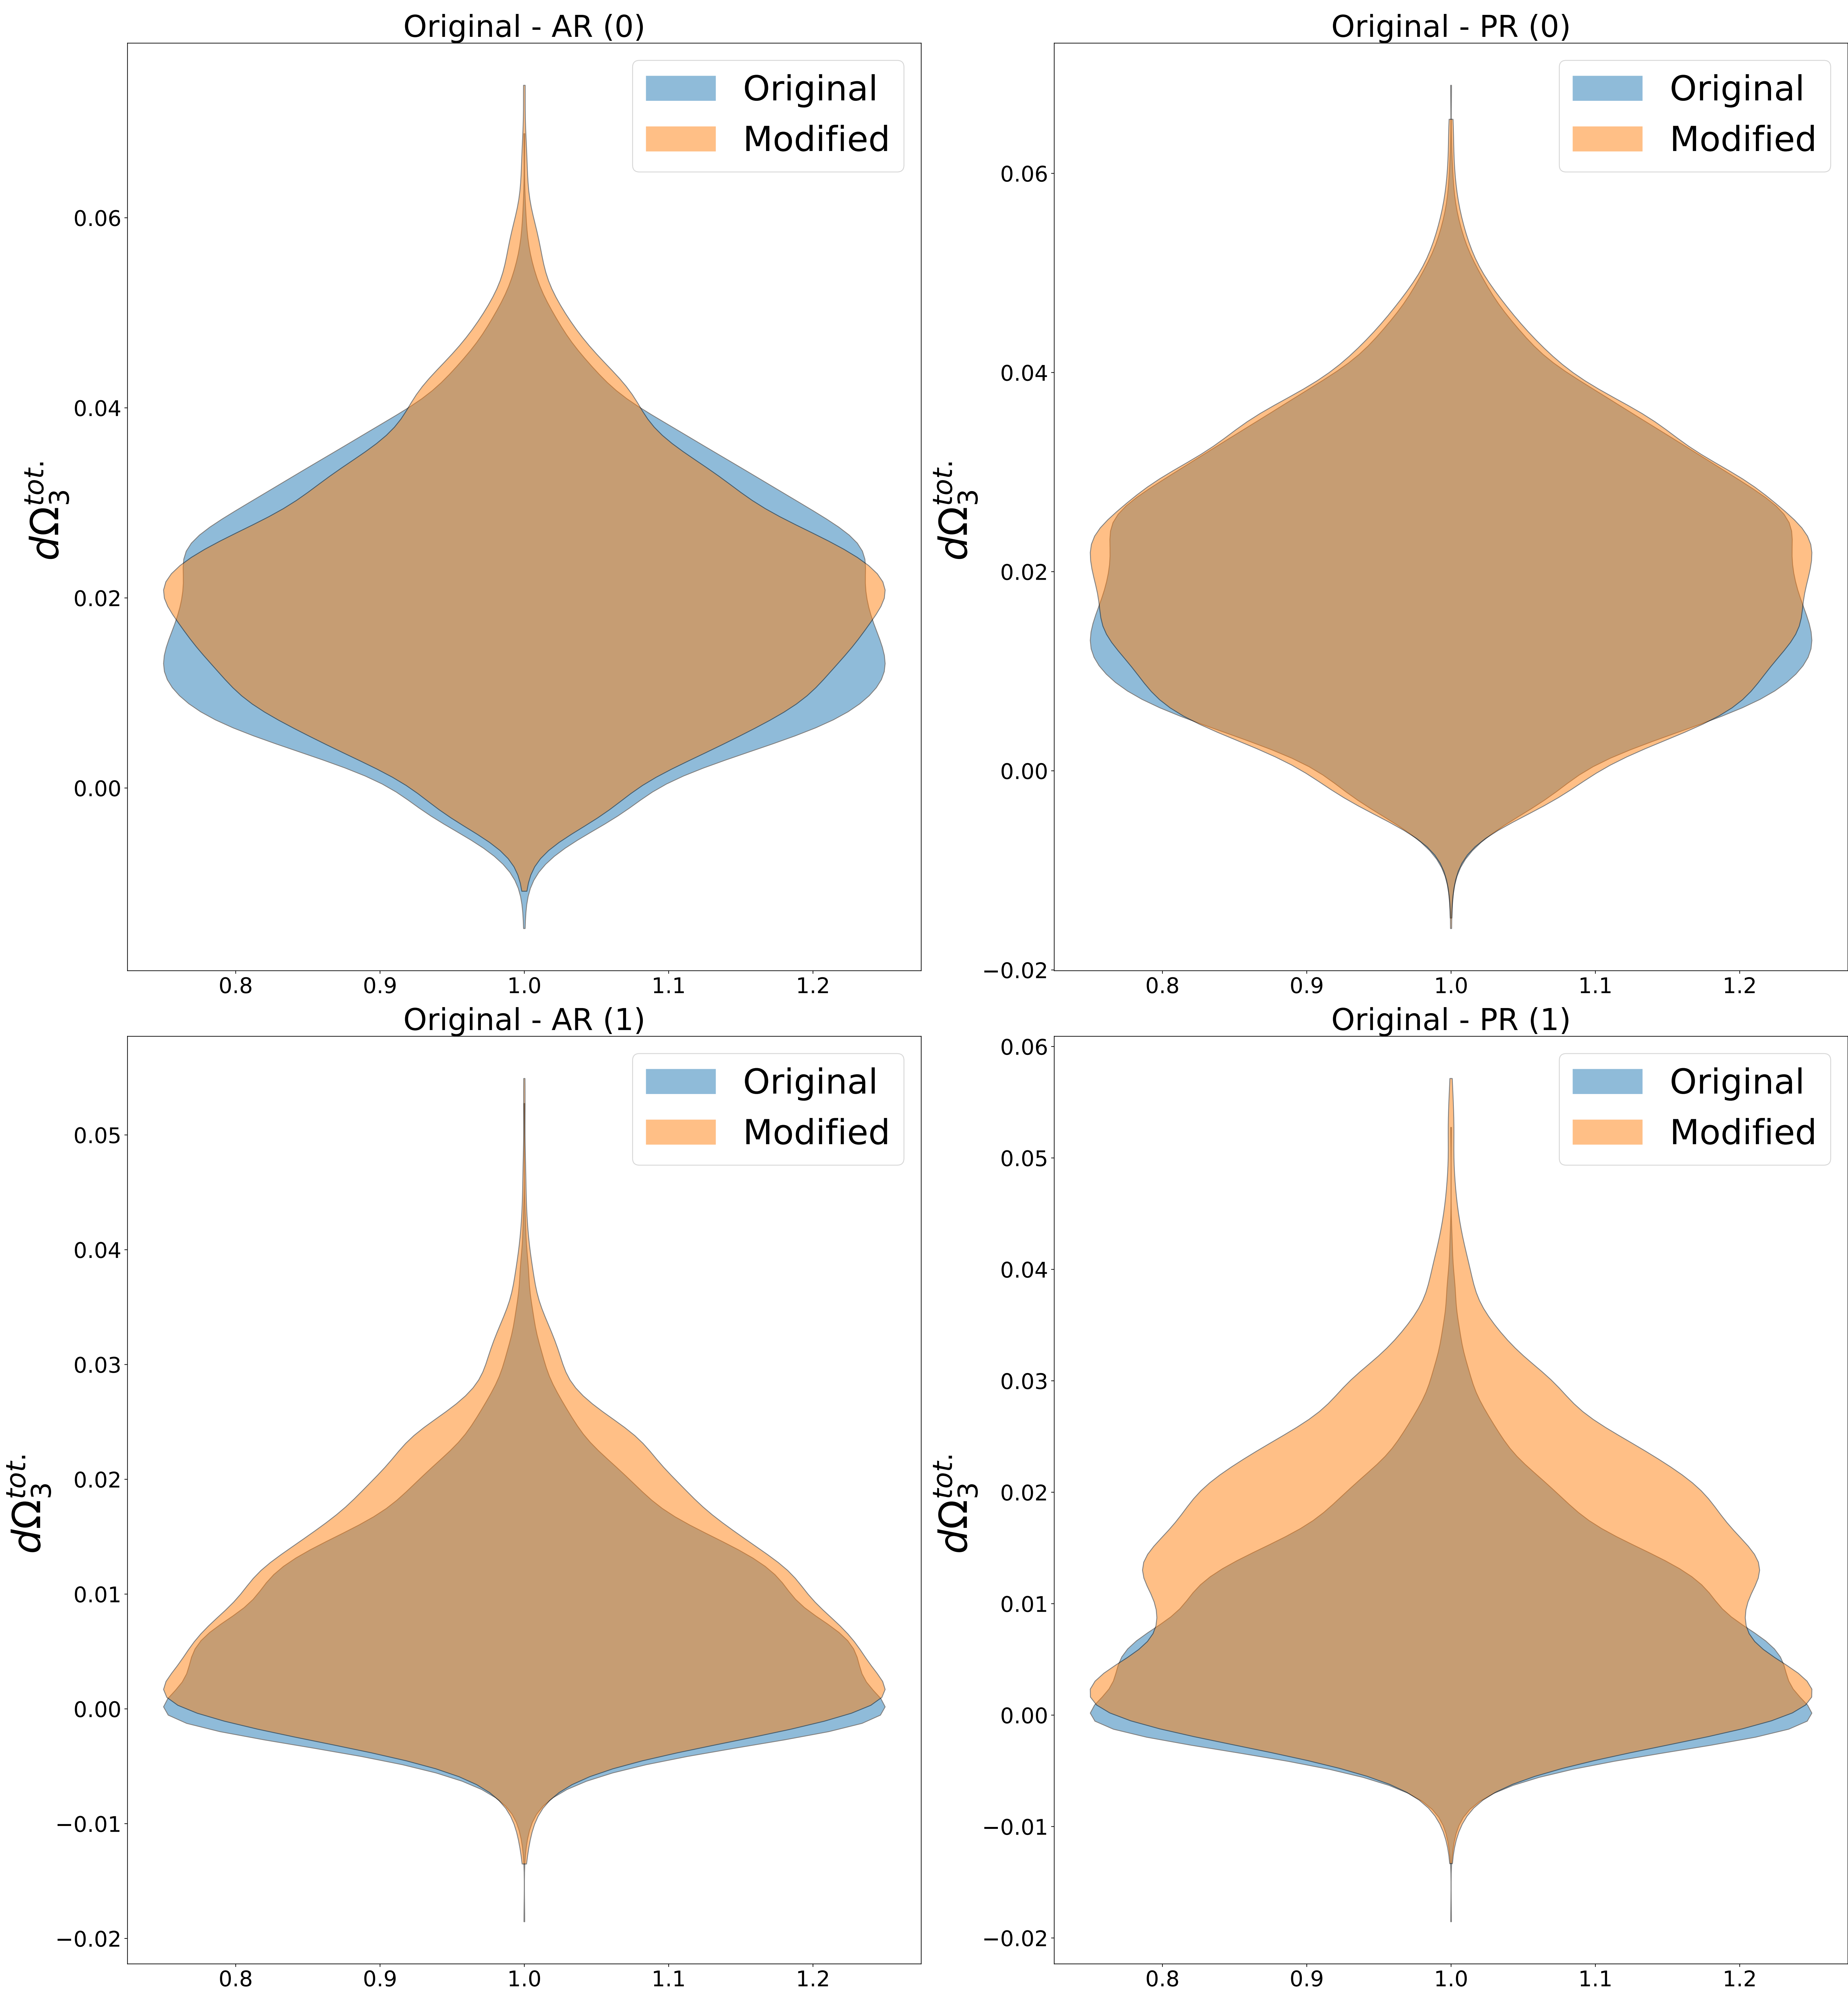 Original - AR (0)
Original
Modified
0.06
0.04
0.02
0.00
dΩ₃ᵗᵒᵗ·
0.8 0.9 1.0 1.1 1.2
Original - PR (0)
Original
Modified
0.06
0.04
0.02
0.00
−0.02
dΩ₃ᵗᵒᵗ·
0.8 0.9 1.0 1.1 1.2
Original - AR (1)
Original
Modified
0.05
0.04
0.03
0.02
0.01
0.00
−0.01
−0.02
dΩ₃ᵗᵒᵗ·
0.8 0.9 1.0 1.1 1.2
Original - PR (1)
Original
Modified
0.06
0.05
0.04
0.03
0.02
0.01
0.00
−0.01
−0.02
dΩ₃ᵗᵒᵗ·
0.8 0.9 1.0 1.1 1.2